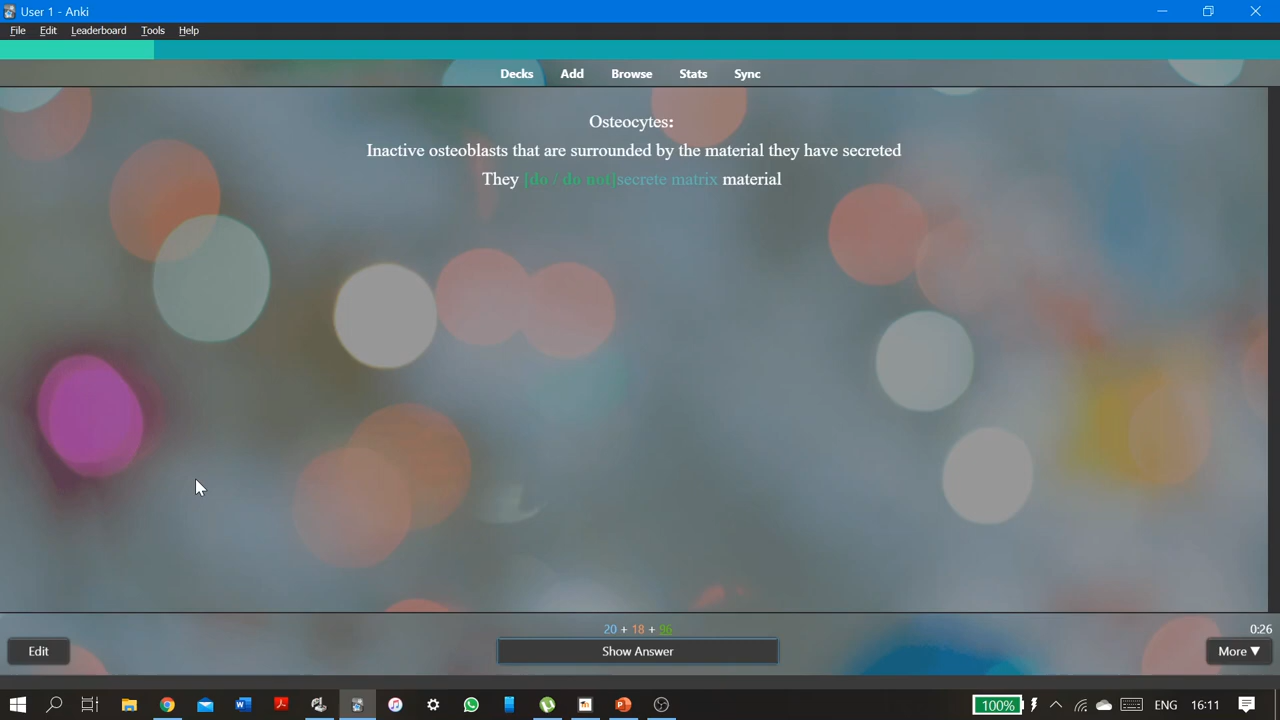 User 1 - Anki
File Edit Leaderboard Tools Help
Decks Add Browse Stats Sync
Osteocytes:
Inactive osteoblasts that are surrounded by the material they have secreted
They [do / do not]secrete matrix material
20 + 18 + 96
0:26
Edit
Show Answer
More ▼
100%
ENG
16:11